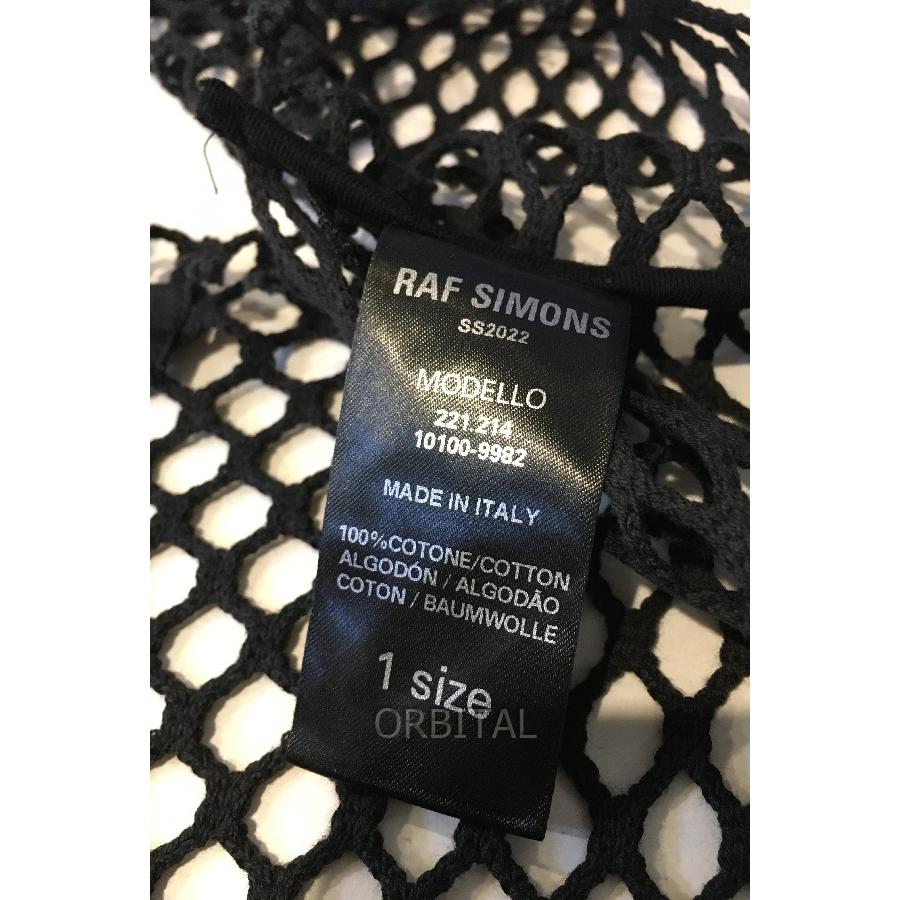 RAF SIMONS
SS2022
MODELLO
221.214
10100-9982
MADE IN ITALY
100%COTONE/COTTON
ALGODÓN / ALGODÃO
COTON / BAUMWOLLE
1 size
ORBITAL